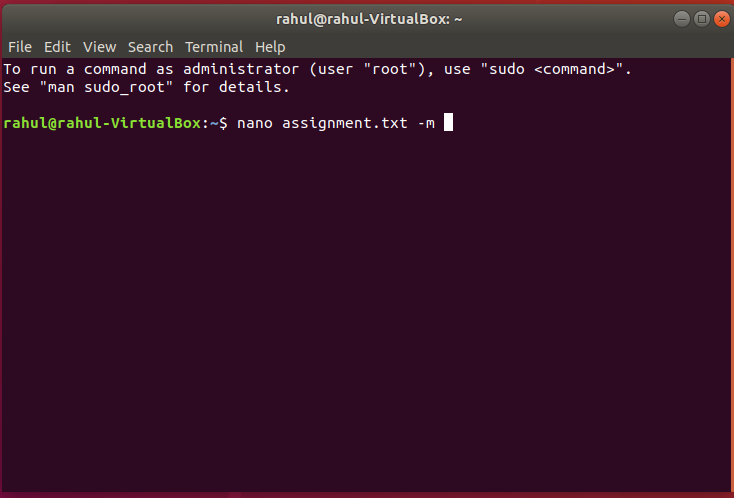 rahul@rahul-VirtualBox: ~
File Edit View Search Terminal Help
To run a command as administrator (user "root"), use "sudo <command>".
See "man sudo_root" for details.
rahul@rahul-VirtualBox:~$ nano assignment.txt -m